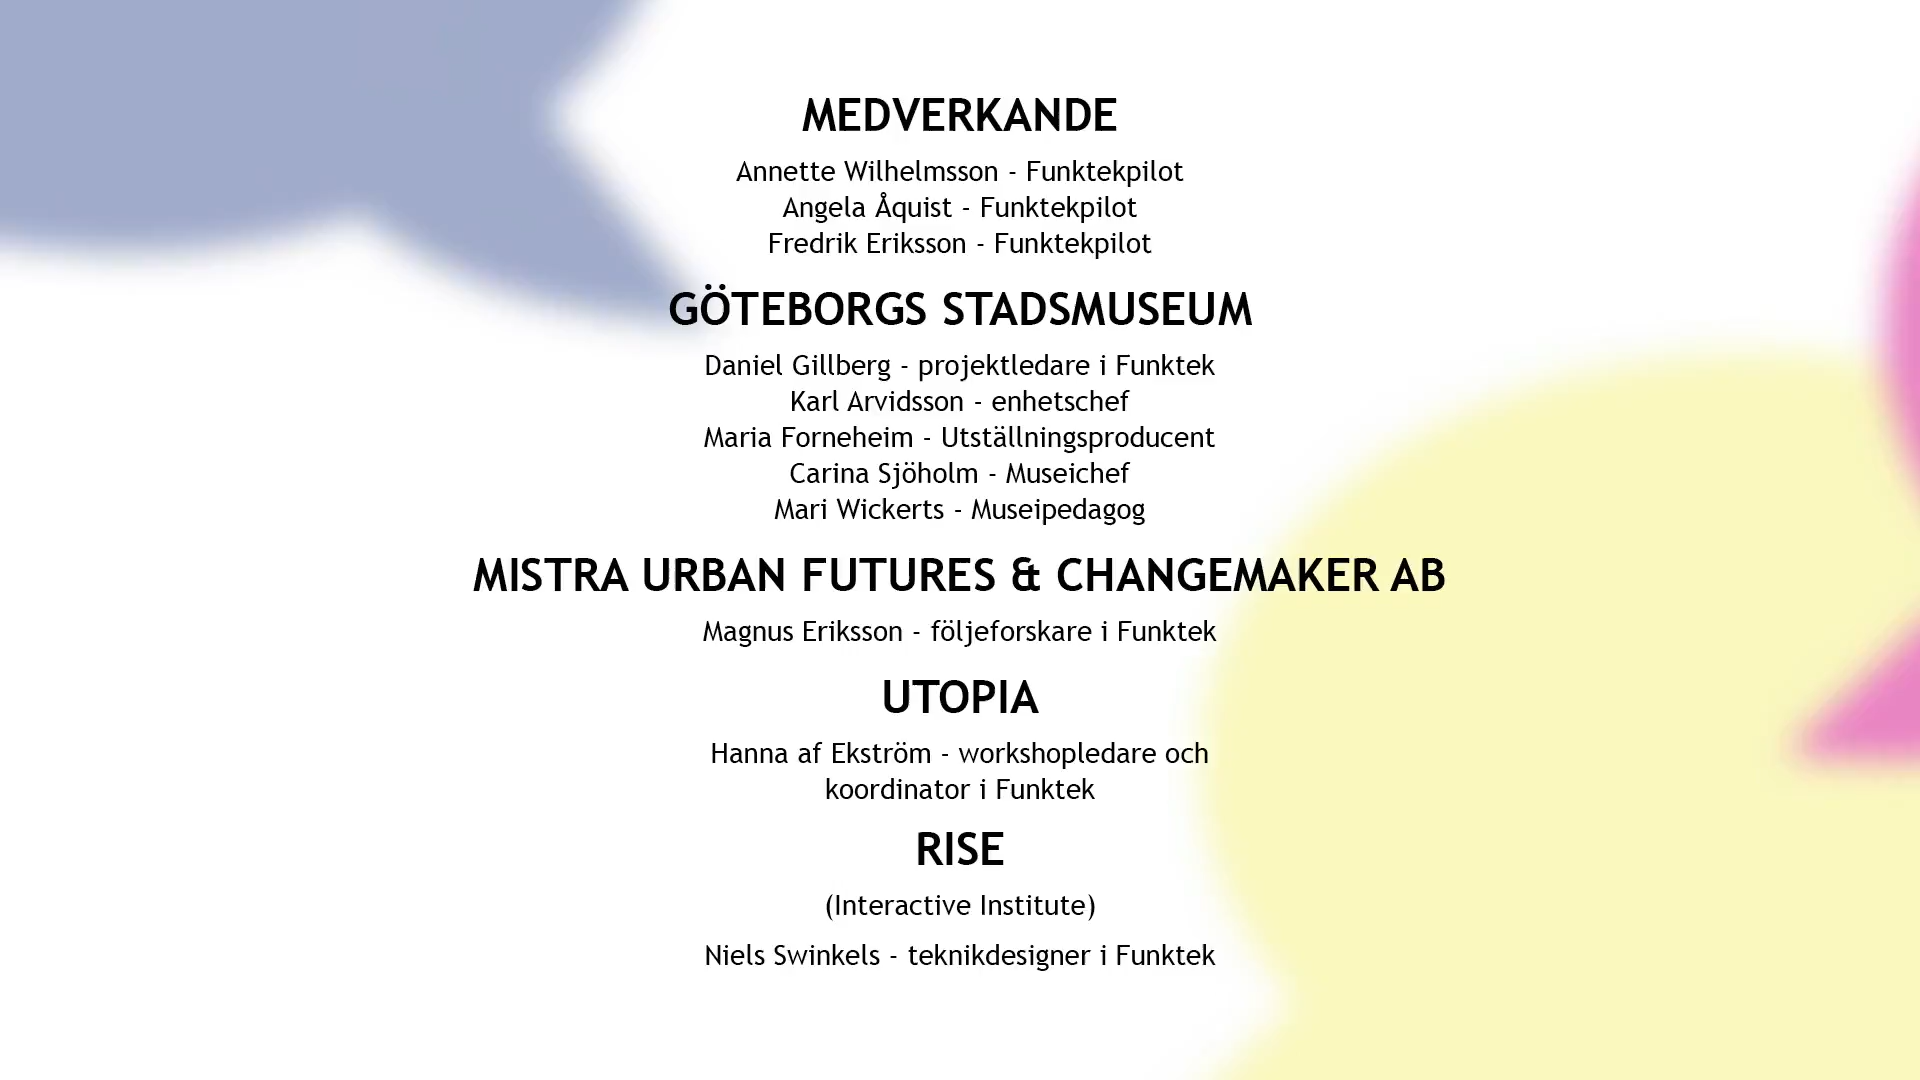 MEDVERKANDE
Annette Wilhelmsson - Funktekpilot
Angela Åquist - Funktekpilot
Fredrik Eriksson - Funktekpilot
GÖTEBORGS STADSMUSEUM
Daniel Gillberg - projektledare i Funktek
Karl Arvidsson - enhetschef
Maria Forneheim - Utställningsproducent
Carina Sjöholm - Museichef
Mari Wickerts - Museipedagog
MISTRA URBAN FUTURES & CHANGEMAKER AB
Magnus Eriksson - följeforskare i Funktek
UTOPIA
Hanna af Ekström - workshopledare och
koordinator i Funktek
RISE
(Interactive Institute)
Niels Swinkels - teknikdesigner i Funktek